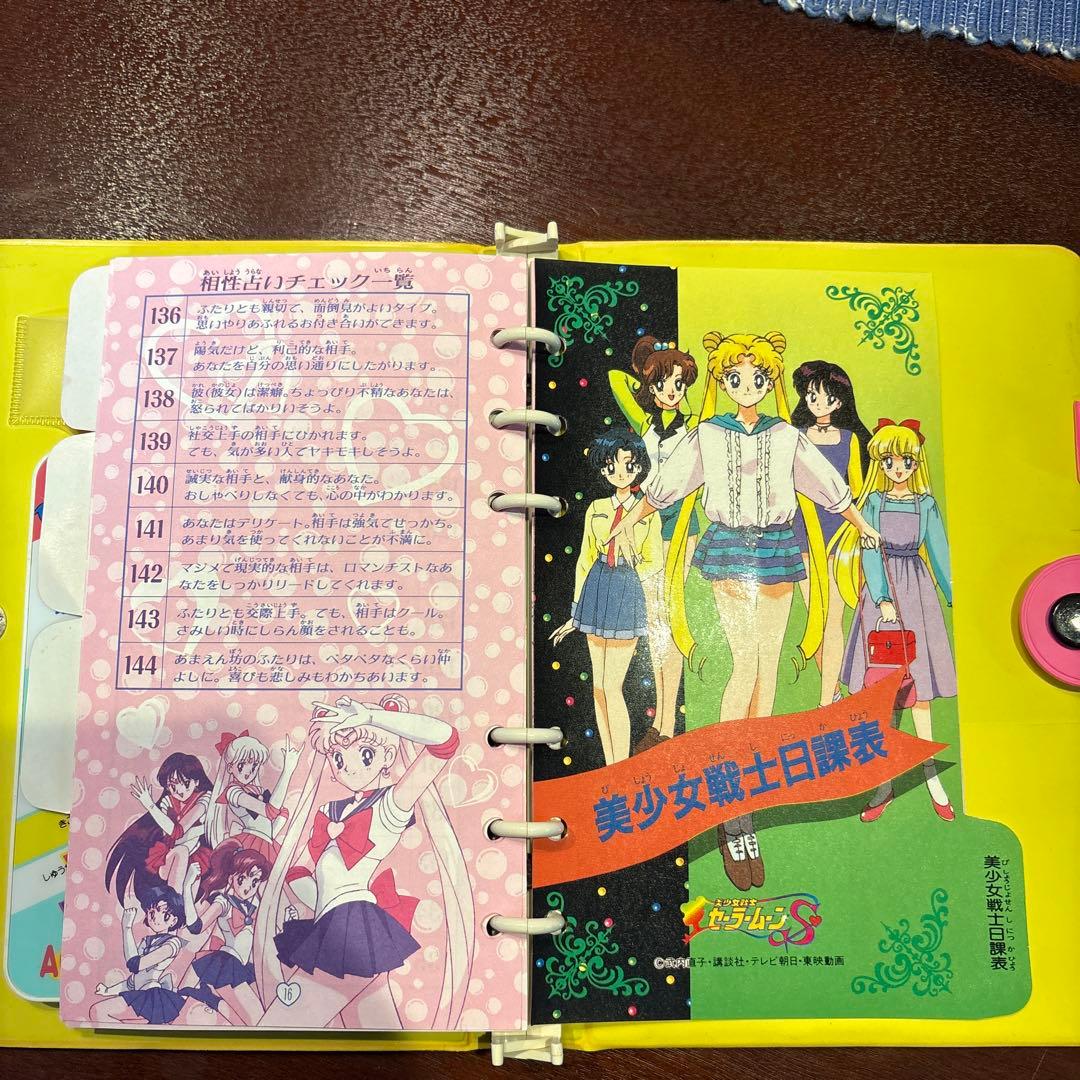 相性占いチェック一覧
136 ふたりとも親切で、面倒見がよいタイプ。
思いやりあふれるお付き合いができます。
137 陽気だけど、利己的な相手。
あなたを自分の思い通りにしたがります。
138 彼(彼女)は潔癖。ちょっぴり不精なあなたは、
怒られてばかりいそうよ。
139 社交上手の相手にひかれます。
でも、気が多い人でヤキモキしそうよ。
140 誠実な相手と、献身的なあなた。
おしゃべりしなくても、心の中がわかります。
141 あなたはデリケート。相手は強気でせっかち。
あまり気を使ってくれないことが不満に。
142 マジメで現実的な相手は、ロマンチストなあ
なたをしっかりリードしてくれます。
143 ふたりとも交際上手。でも、相手はクール。
さみしい時にしらん顔をされることも。
144 あまえん坊のふたりは、ベタベタなくらい仲
よしに。喜びも悲しみもわかちあいます。
16
美少女戦士日課表
美少女戦士
セーラームーンS
©武内直子・講談社・テレビ朝日・東映動画
美少女戦士日課表